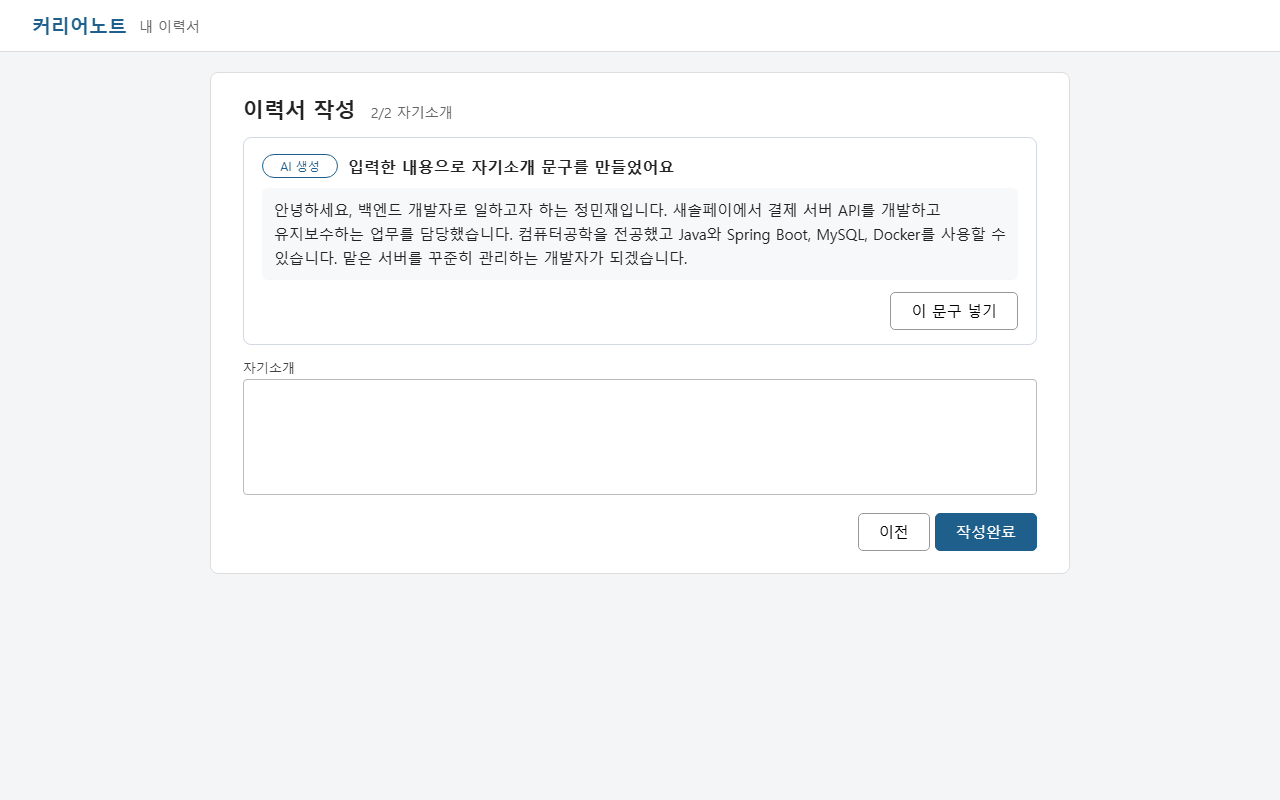 커리어노트 내 이력서
이력서 작성 2/2 자기소개
AI 생성 입력한 내용으로 자기소개 문구를 만들었어요
안녕하세요, 백엔드 개발자로 일하고자 하는 정민재입니다. 새솔페이에서 결제 서버 API를 개발하고
유지보수하는 업무를 담당했습니다. 컴퓨터공학을 전공했고 Java와 Spring Boot, MySQL, Docker를 사용할 수
있습니다. 맡은 서버를 꾸준히 관리하는 개발자가 되겠습니다.
이 문구 넣기
자기소개
이전 작성완료